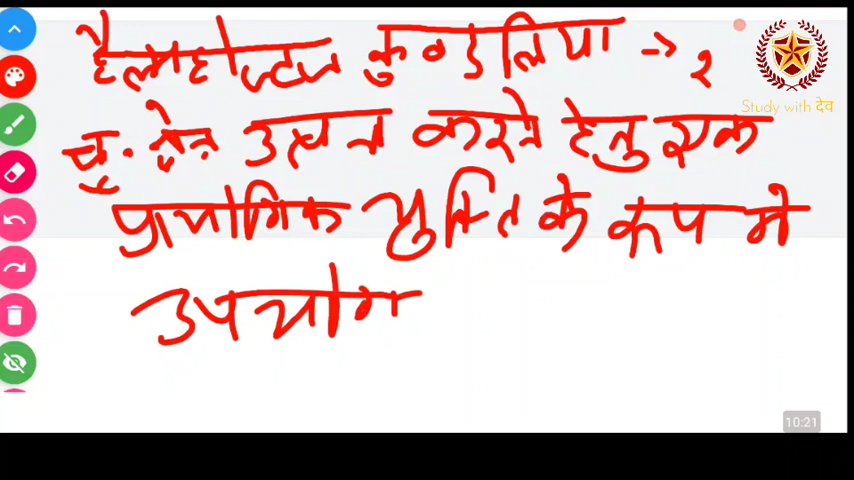 हैल्महोल्टज कुण्डलिया → २
चु. क्षेत्र उत्पन्न करने हेतु एक
प्रायोगिक युक्ति के रूप में
उपयोग
Study with देव
10:21